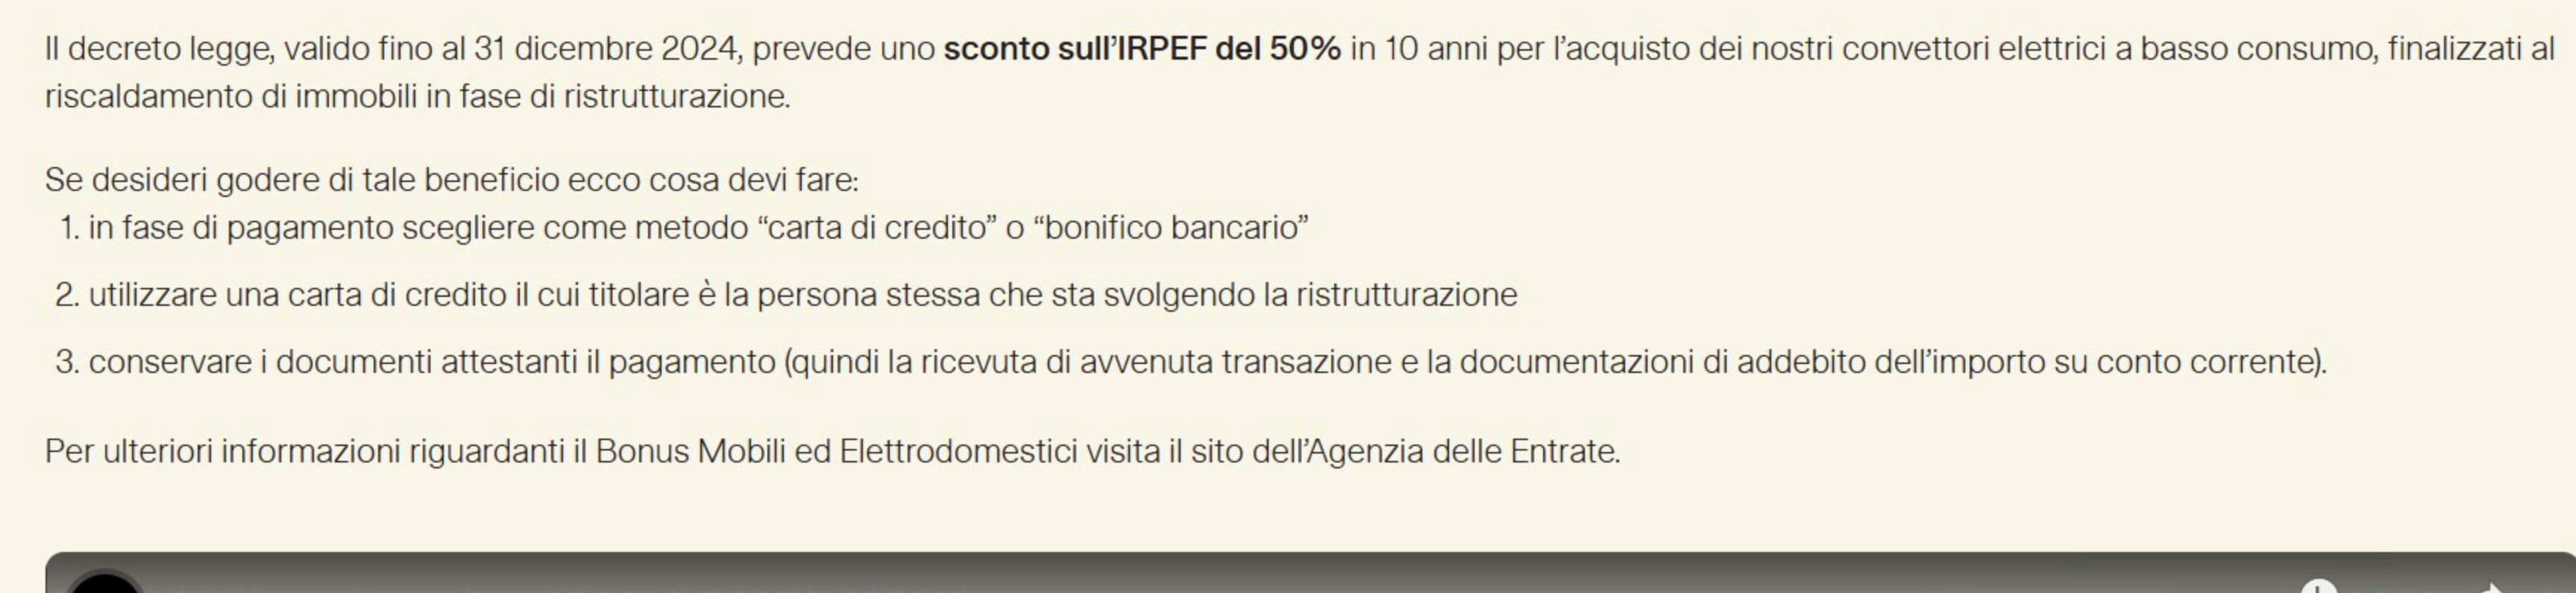 Il decreto legge, valido fino al 31 dicembre 2024, prevede uno sconto sull’IRPEF del 50% in 10 anni per l’acquisto dei nostri convettori elettrici a basso consumo, finalizzati al
riscaldamento di immobili in fase di ristrutturazione.
Se desideri godere di tale beneficio ecco cosa devi fare:
1. in fase di pagamento scegliere come metodo “carta di credito” o “bonifico bancario”
2. utilizzare una carta di credito il cui titolare è la persona stessa che sta svolgendo la ristrutturazione
3. conservare i documenti attestanti il pagamento (quindi la ricevuta di avvenuta transazione e la documentazioni di addebito dell’importo su conto corrente).
Per ulteriori informazioni riguardanti il Bonus Mobili ed Elettrodomestici visita il sito dell’Agenzia delle Entrate.